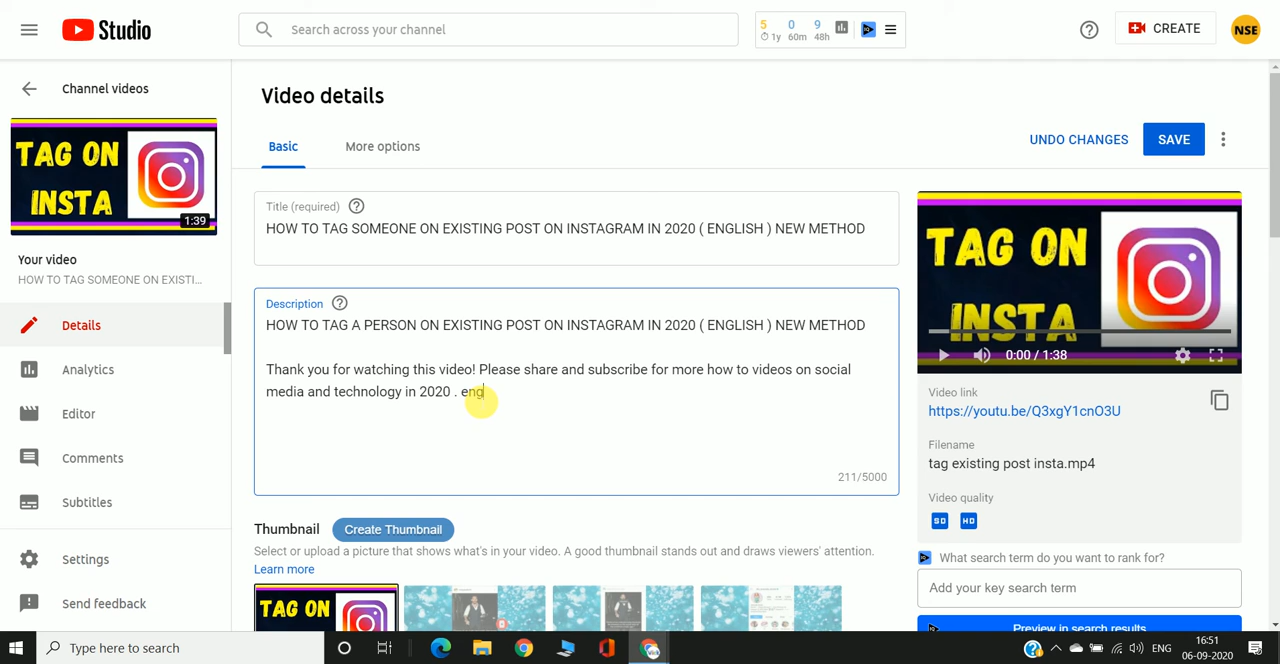 Studio
Search across your channel
5 0 9
1y 60m 48h
CREATE
NSE
Channel videos
Video details
Basic
More options
UNDO CHANGES
SAVE
TAG ON
INSTA
1:39
Title (required)
HOW TO TAG SOMEONE ON EXISTING POST ON INSTAGRAM IN 2020 ( ENGLISH ) NEW METHOD
Your video
HOW TO TAG SOMEONE ON EXISTI...
Details
Analytics
Editor
Comments
Subtitles
Settings
Send feedback
Description
HOW TO TAG A PERSON ON EXISTING POST ON INSTAGRAM IN 2020 ( ENGLISH ) NEW METHOD
Thank you for watching this video! Please share and subscribe for more how to videos on social
media and technology in 2020 . eng
211/5000
Thumbnail
Create Thumbnail
Select or upload a picture that shows what's in your video. A good thumbnail stands out and draws viewers' attention.
Learn more
TAG ON
TAG ON
INSTA
0:00 / 1:38
Video link
https://youtu.be/Q3xgY1cnO3U
Filename
tag existing post insta.mp4
Video quality
SD HD
What search term do you want to rank for?
Add your key search term
Preview in search results
Type here to search
ENG
16:51
06-09-2020